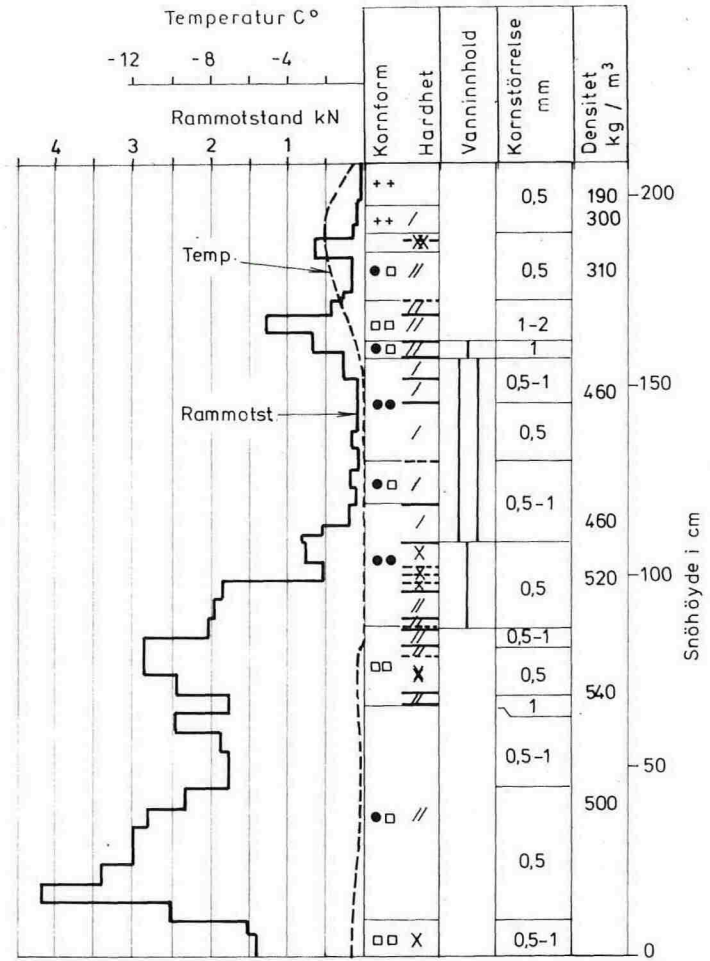 Temperatur C°
-12 -8 -4
Rammotstand kN
4 3 2 1
Kornform
Hardhet
Vanninnhold
Kornstörrelse mm
Densitet kg / m³
Temp.
Rammotst.
++
++ /
●□ //
□□ //
●□ //
/
/
●● /
●□ /
/
●● X
X
X
//
//
//
//
□□ X
//
●□ //
□□ X
0,5
0,5
1-2
1
0,5-1
0,5
0,5-1
0,5
0,5-1
0,5
1
0,5-1
0,5
0,5-1
190
300
310
460
460
520
540
500
200
150
100
50
0
Snöhöyde i cm